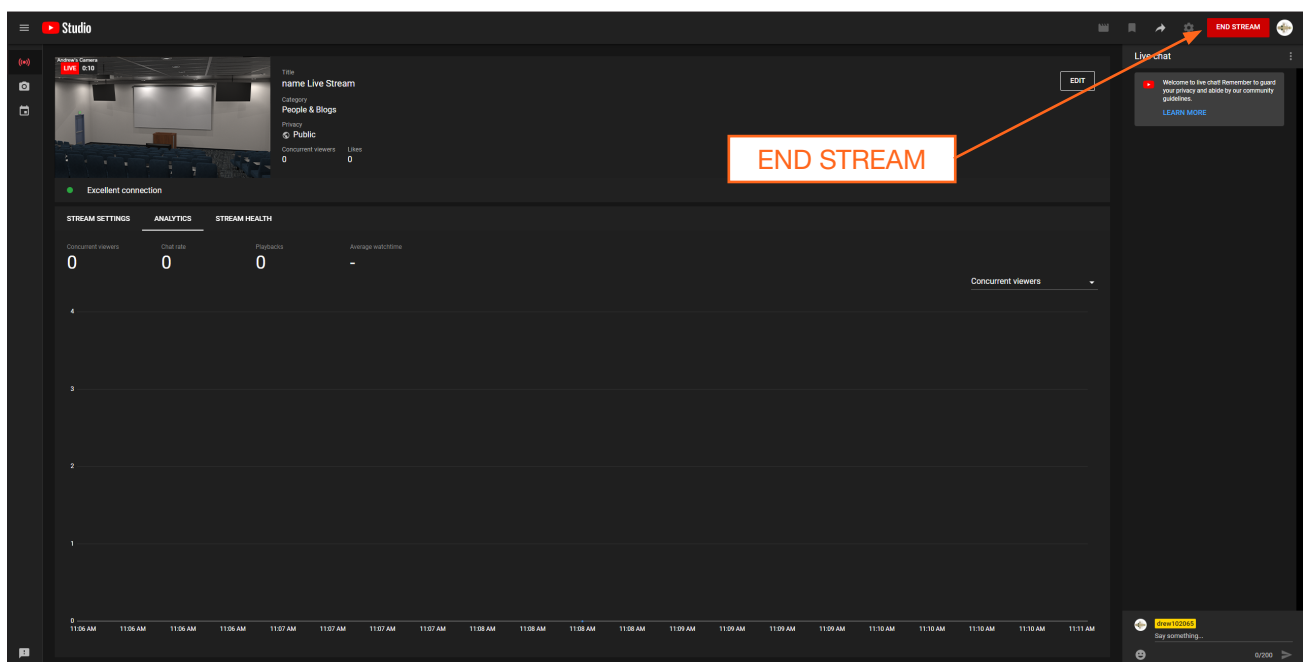 Studio
END STREAM
Andrew's Camera
LIVE 0:10
Title
name Live Stream
Category
People & Blogs
Privacy
Public
Concurrent viewers Likes
0 0
EDIT
Excellent connection
END STREAM
STREAM SETTINGS ANALYTICS STREAM HEALTH
Concurrent viewers Chat rate Playbacks Average watchtime
0 0 0 -
Concurrent viewers
4
3
2
1
0
11:06 AM 11:06 AM 11:06 AM 11:06 AM 11:07 AM 11:07 AM 11:07 AM 11:07 AM 11:08 AM 11:08 AM 11:08 AM 11:08 AM 11:09 AM 11:09 AM 11:09 AM 11:09 AM 11:10 AM 11:10 AM 11:10 AM 11:10 AM 11:11 AM
Live chat
Welcome to live chat! Remember to guard
your privacy and abide by our community
guidelines.
LEARN MORE
drew102065
Say something...
0/200